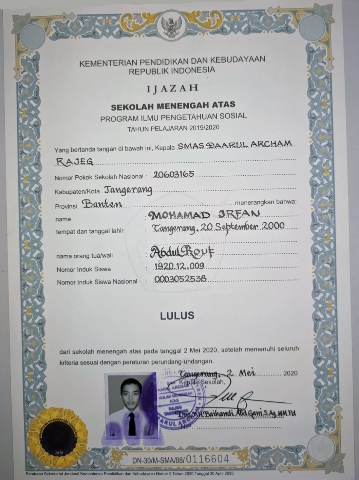 KEMENTERIAN PENDIDIKAN DAN KEBUDAYAAN
REPUBLIK INDONESIA
IJAZAH
SEKOLAH MENENGAH ATAS
PROGRAM ILMU PENGETAHUAN SOSIAL
TAHUN PELAJARAN 2019/2020
Yang bertanda tangan di bawah ini, Kepala SMAS DAARUL ARCHAM
RAJEG
Nomor Pokok Sekolah Nasional : 20603165
Kabupaten/Kota Tangerang
Provinsi Banten menerangkan bahwa:
nama MOHAMAD IRFAN
tempat dan tanggal lahir Tangerang, 20 September 2000
nama orang tua/wali Abdul Rouf
Nomor Induk Siswa : 1920.12.009
Nomor Induk Siswa Nasional : 0003052538
LULUS
dari sekolah menengah atas pada tanggal 2 Mei 2020, setelah memenuhi seluruh
kriteria sesuai dengan peraturan perundang-undangan.
Tangerang, 2 Mei 2020
Kepala Sekolah,
DN-30/M-SMA/06/0116604